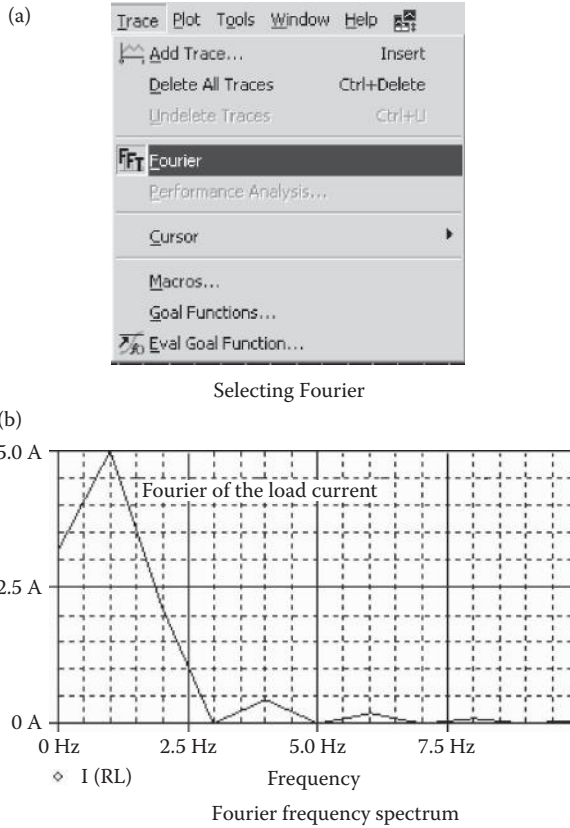 (a)
Trace Plot Tools Window Help
Add Trace... Insert
Delete All Traces Ctrl+Delete
Undelete Traces Ctrl+U
FFT Fourier
Performance Analysis...
Cursor
Macros...
Goal Functions...
Eval Goal Function...
Selecting Fourier
(b)
5.0 A
Fourier of the load current
2.5 A
0 A
0 Hz 2.5 Hz 5.0 Hz 7.5 Hz
I (RL) Frequency
Fourier frequency spectrum